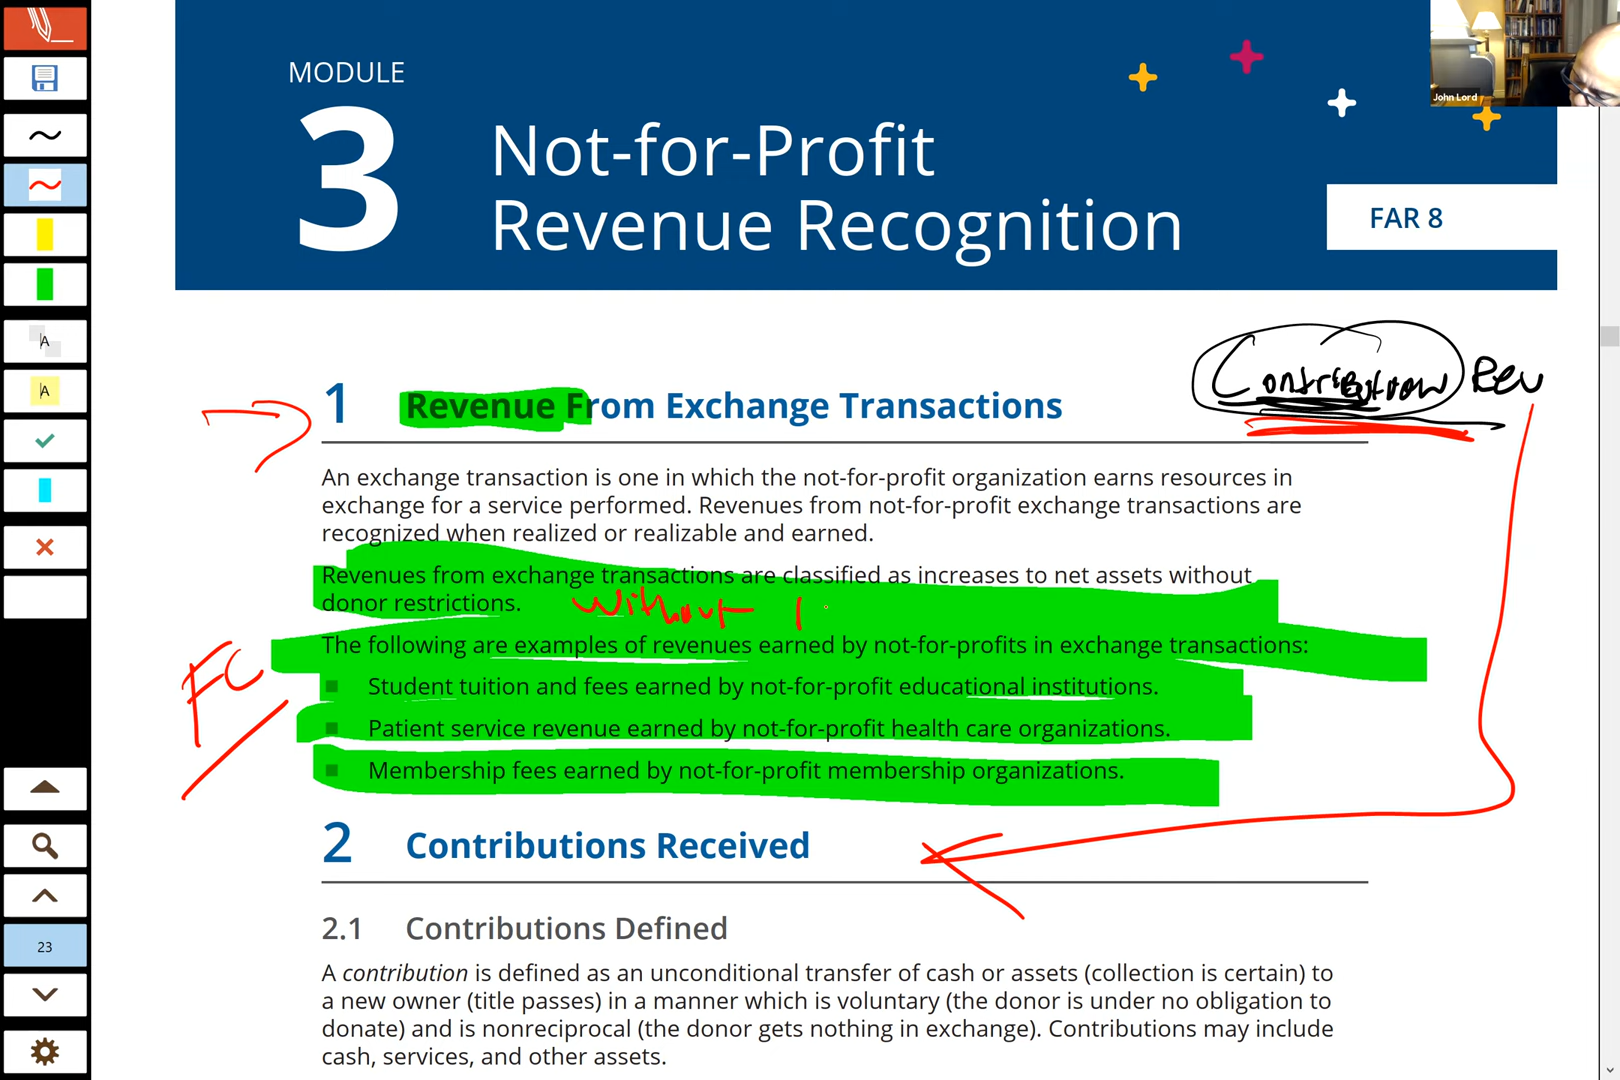 John Lord
MODULE
3
Not-for-Profit
Revenue Recognition
FAR 8
Contribution Rev
1 Revenue From Exchange Transactions
An exchange transaction is one in which the not-for-profit organization earns resources in
exchange for a service performed. Revenues from not-for-profit exchange transactions are
recognized when realized or realizable and earned.
Revenues from exchange transactions are classified as increases to net assets without
donor restrictions.
Without
The following are examples of revenues earned by not-for-profits in exchange transactions:
FC
■ Student tuition and fees earned by not-for-profit educational institutions.
■ Patient service revenue earned by not-for-profit health care organizations.
■ Membership fees earned by not-for-profit membership organizations.
2 Contributions Received
2.1 Contributions Defined
A contribution is defined as an unconditional transfer of cash or assets (collection is certain) to
a new owner (title passes) in a manner which is voluntary (the donor is under no obligation to
donate) and is nonreciprocal (the donor gets nothing in exchange). Contributions may include
cash, services, and other assets.
A
A
23